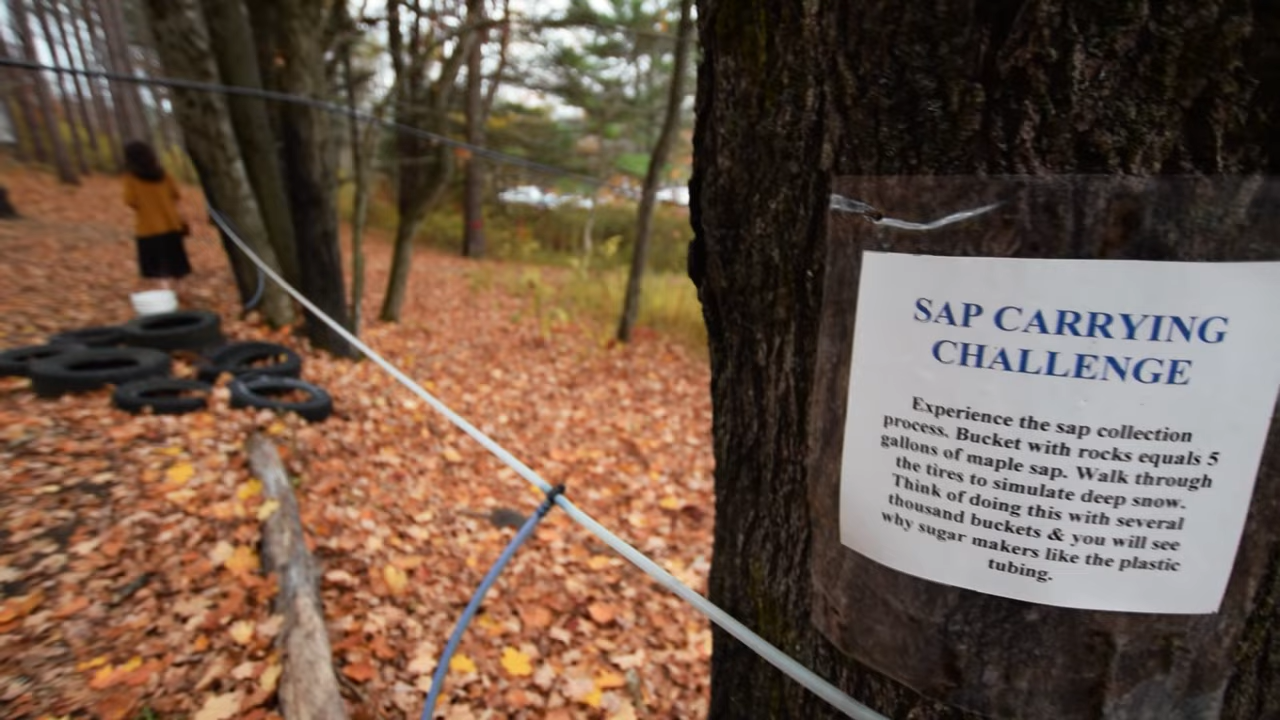 SAP CARRYING
CHALLENGE
Experience the sap collection
process. Bucket with rocks equals 5
gallons of maple sap. Walk through
the tires to simulate deep snow.
Think of doing this with several
thousand buckets & you will see
why sugar makers like the plastic
tubing.